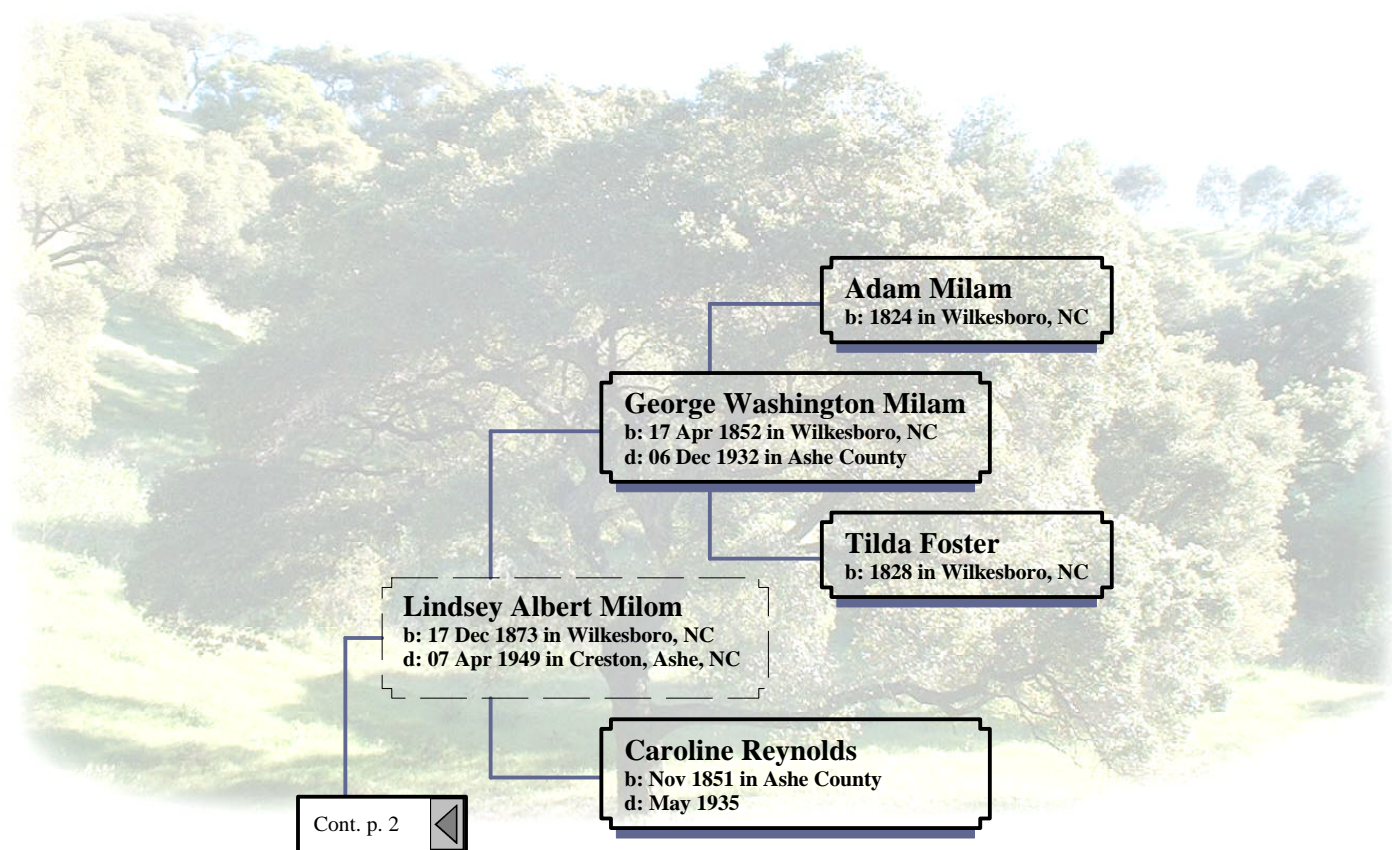 Adam Milam
b: 1824 in Wilkesboro, NC
George Washington Milam
b: 17 Apr 1852 in Wilkesboro, NC
d: 06 Dec 1932 in Ashe County
Tilda Foster
b: 1828 in Wilkesboro, NC
Lindsey Albert Milom
b: 17 Dec 1873 in Wilkesboro, NC
d: 07 Apr 1949 in Creston, Ashe, NC
Caroline Reynolds
b: Nov 1851 in Ashe County
d: May 1935
Cont. p. 2